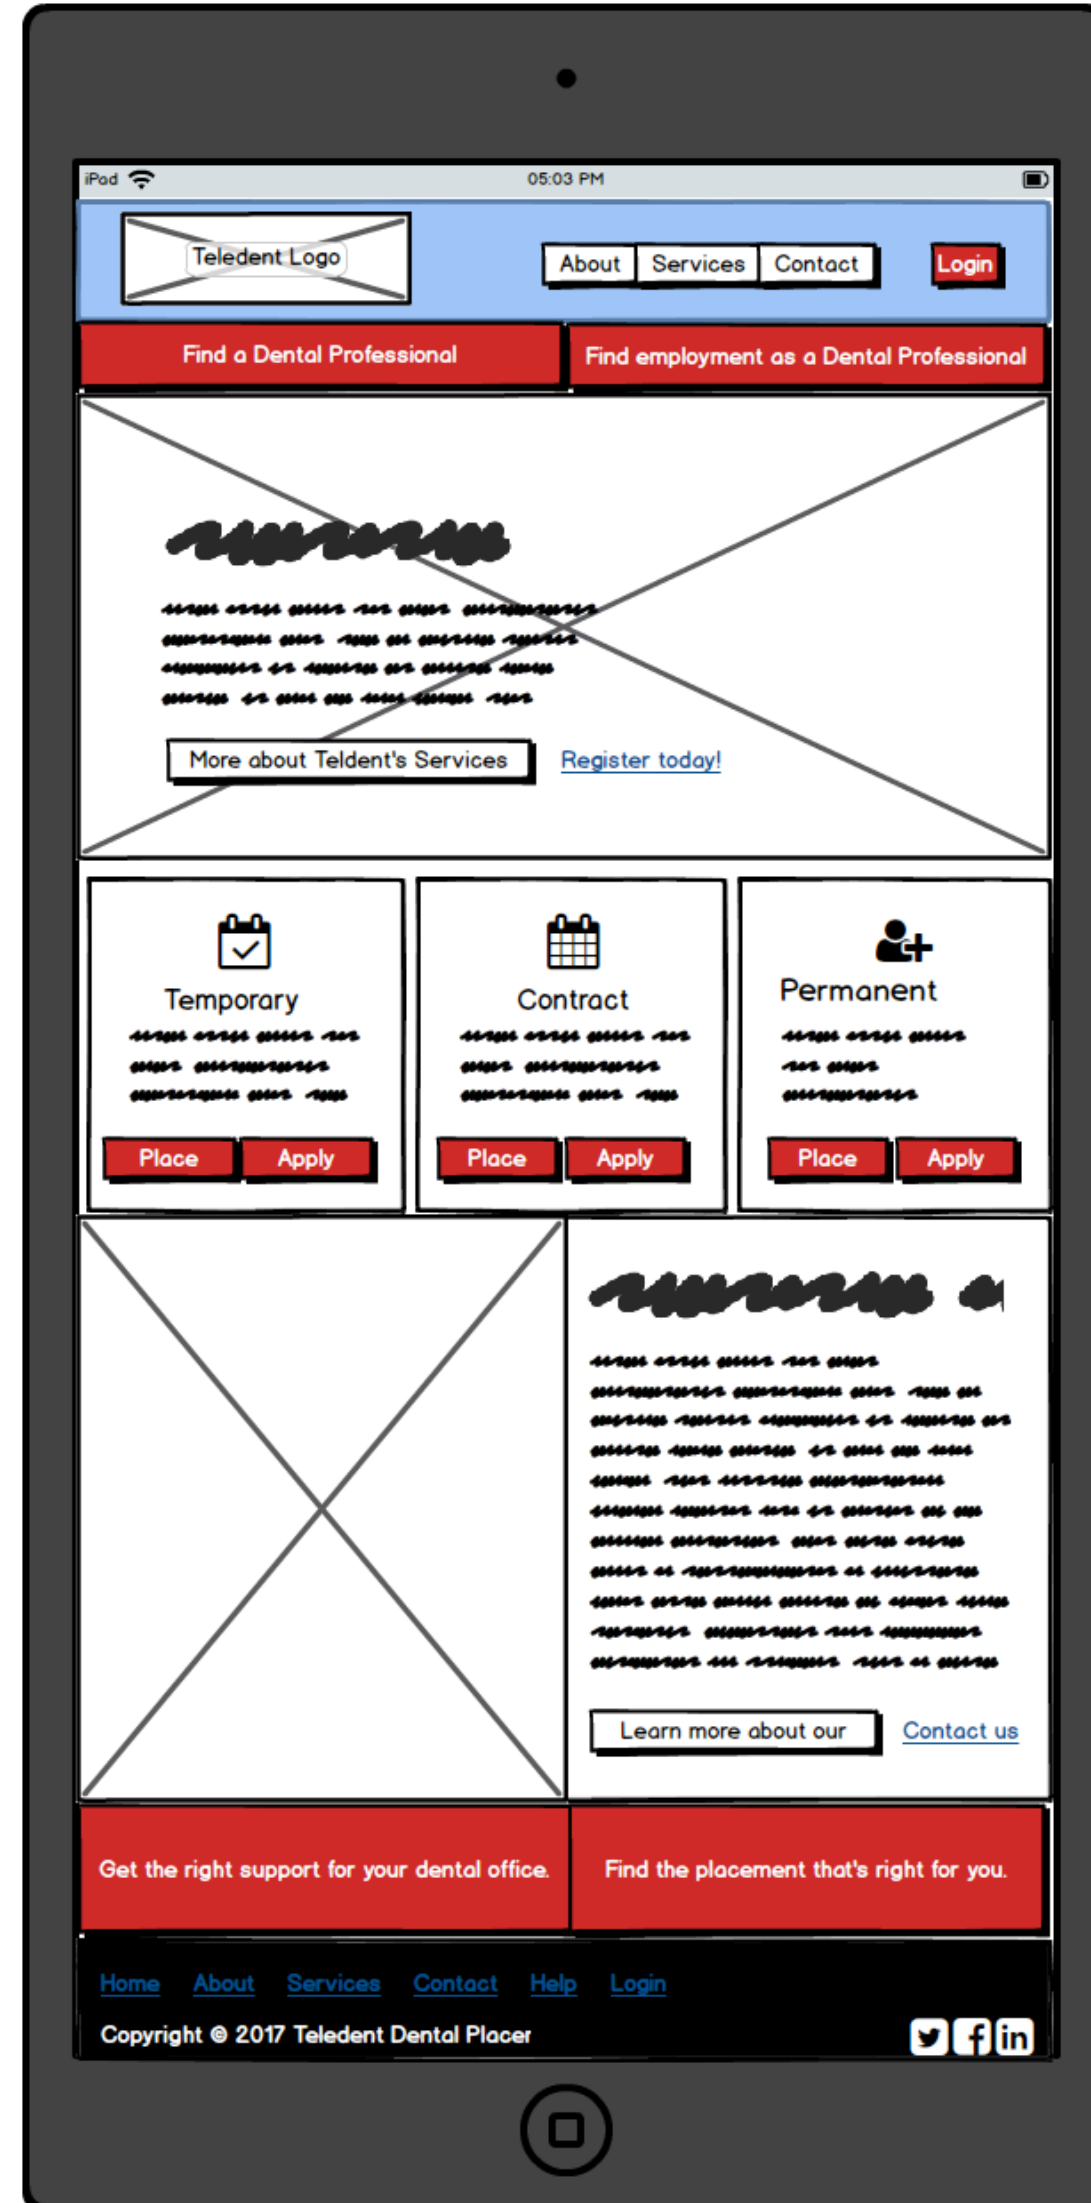 iPad 05:03 PM
Teledent Logo
About Services Contact Login
Find a Dental Professional Find employment as a Dental Professional
More about Teldent's Services Register today!
Temporary Contract Permanent
Place Apply Place Apply Place Apply
Learn more about our Contact us
Get the right support for your dental office. Find the placement that's right for you.
Home About Services Contact Help Login
Copyright © 2017 Teledent Dental Placer